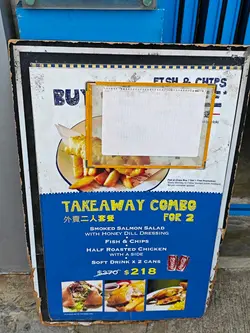 FISH & CHIPS
BUY
TAKEAWAY COMBO
外賣二人套餐 FOR 2
SMOKED SALMON SALAD
WITH HONEY DILL DRESSING
+
FISH & CHIPS
+
HALF ROASTED CHICKEN
WITH A SIDE
+
SOFT DRINK X 2 CANS
$270 $218